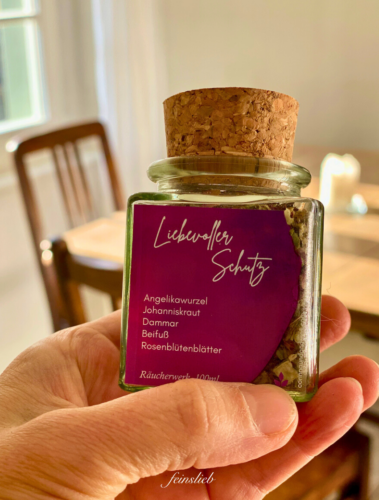 Liebevoller
Schutz
Angelikawurzel
Johanniskraut
Dammar
Beifuß
Rosenblütenblätter
Räucherwerk 100ml
feinslieb